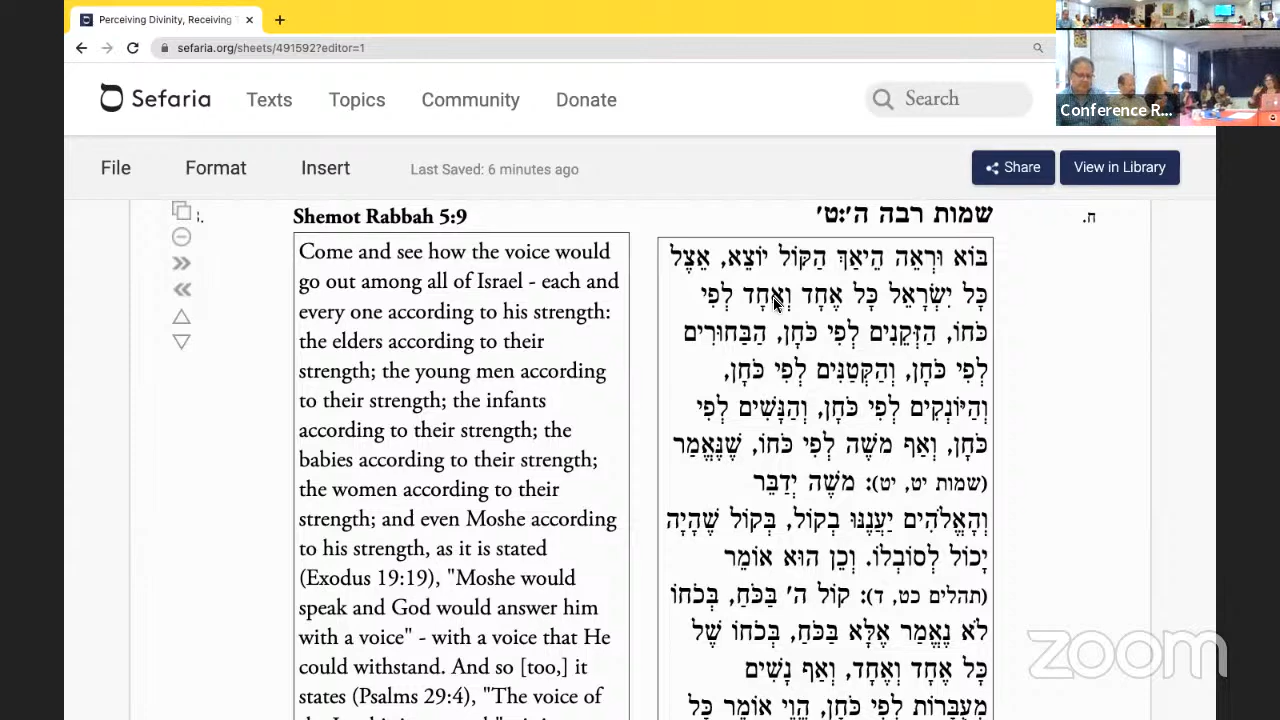 Perceiving Divinity, Receiving T
sefaria.org/sheets/491592?editor=1
Sefaria
Texts
Topics
Community
Donate
Search
Conference R...
File
Format
Insert
Last Saved: 6 minutes ago
Share
View in Library
Shemot Rabbah 5:9
Come and see how the voice would
go out among all of Israel - each and
every one according to his strength:
the elders according to their
strength; the young men according
to their strength; the infants
according to their strength; the
babies according to their strength;
the women according to their
strength; and even Moshe according
to his strength, as it is stated
(Exodus 19:19), "Moshe would
speak and God would answer him
with a voice" - with a voice that He
could withstand. And so [too,] it
states (Psalms 29:4), "The voice of
שמות רבה ה׳:ט׳
ח.
בּוֹא וּרְאֵה הֵיאַךְ הַקּוֹל יוֹצֵא, אֵצֶל
כָּל יִשְׂרָאֵל כָּל אֶחָד וְאֶחָד לְפִי
כֹּחוֹ, הַזְּקֵנִים לְפִי כֹּחָן, הַבַּחוּרִים
לְפִי כֹּחָן, וְהַקְּטַנִּים לְפִי כֹּחָן,
וְהַיּוֹנְקִים לְפִי כֹּחָן, וְהַנָּשִׁים לְפִי
כֹּחָן, וְאַף משֶׁה לְפִי כֹּחוֹ, שֶׁנֶּאֱמַר
(שמות יט, יט): משֶׁה יְדַבֵּר
וְהָאֱלֹהִים יַעֲנֶנּוּ בְקוֹל, בְּקוֹל שֶׁהָיָה
יָכוֹל לְסוֹבְלוֹ. וְכֵן הוּא אוֹמֵר
(תהלים כט, ד): קוֹל ה׳ בַּכֹּחַ, בְּכֹחוֹ
לֹא נֶאֱמַר אֶלָּא בַּכֹּחַ, בְּכֹחוֹ שֶׁל
כָּל אֶחָד וְאֶחָד, וְאַף נָשִׁים
מְעֻבָּרוֹת לְפִי כֹּחָן, הֱוֵי אוֹמֵר כָּל
zoom